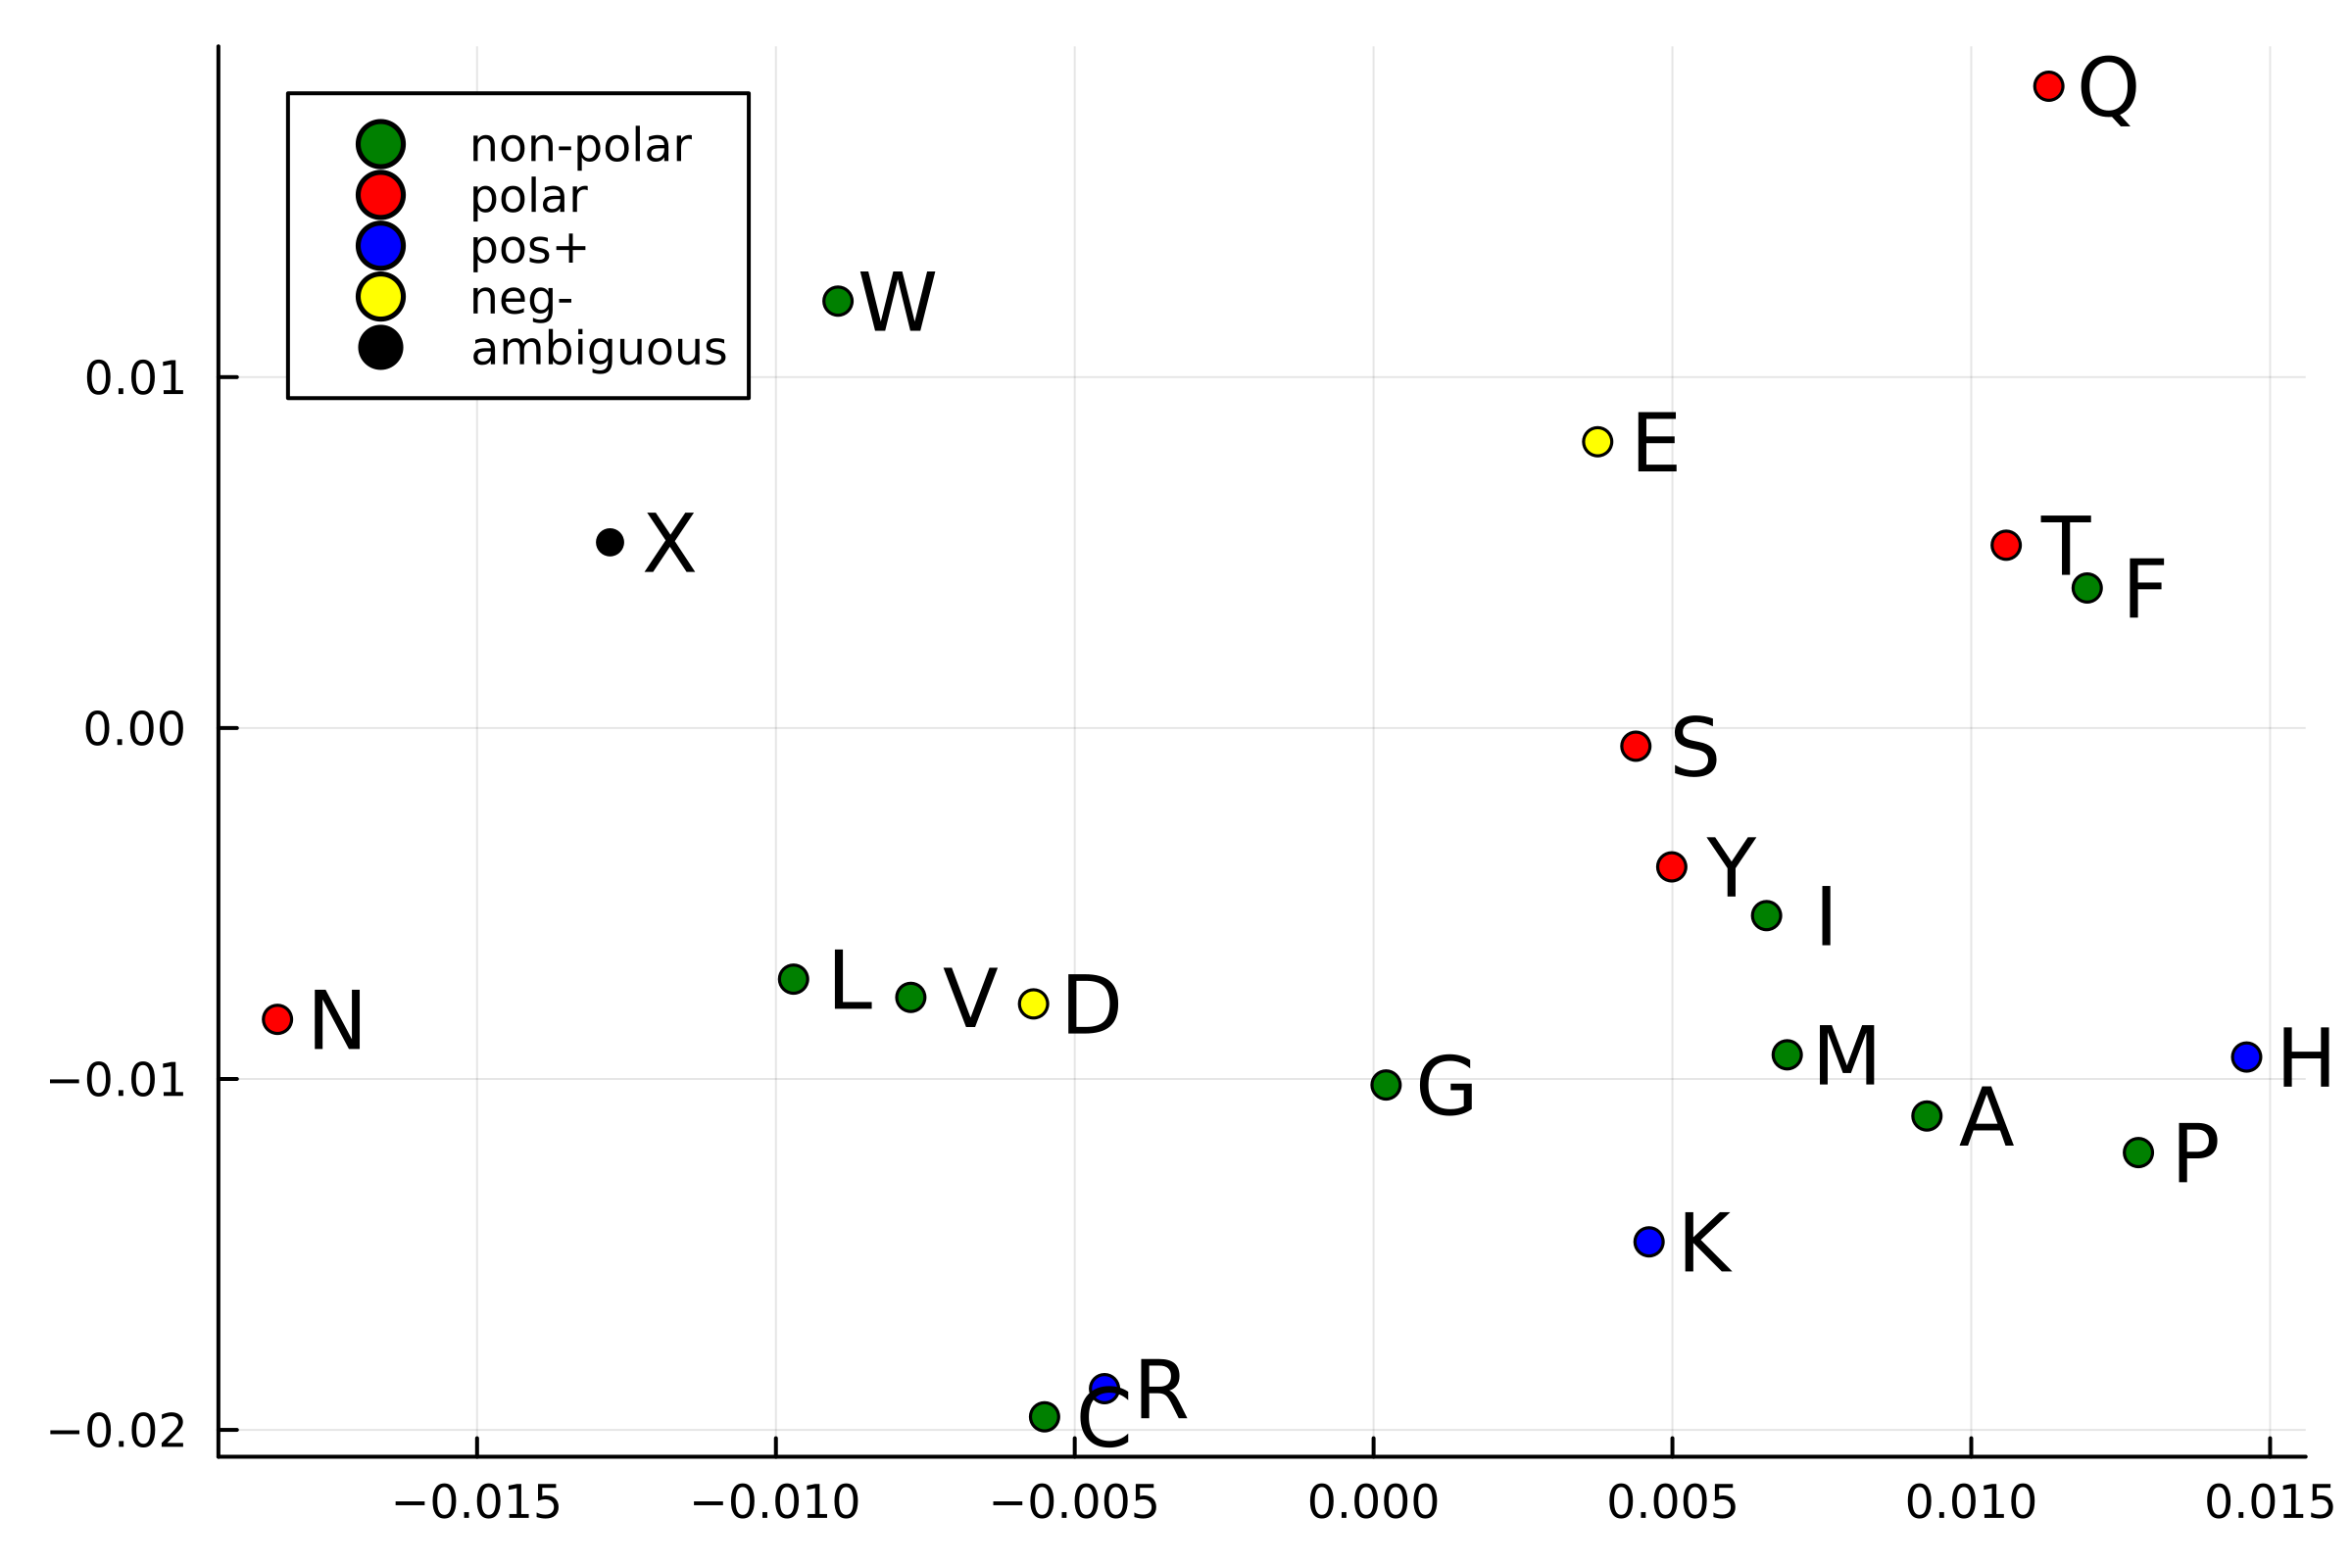 Q
non-polar
polar
pos+
neg-
ambiguous
W
0.01
E
X
T
F
0.00
S
Y
I
L
V
D
N
M
H
G
−0.01
A
P
K
R
C
−0.02
−0.015
−0.010
−0.005
0.000
0.005
0.010
0.015